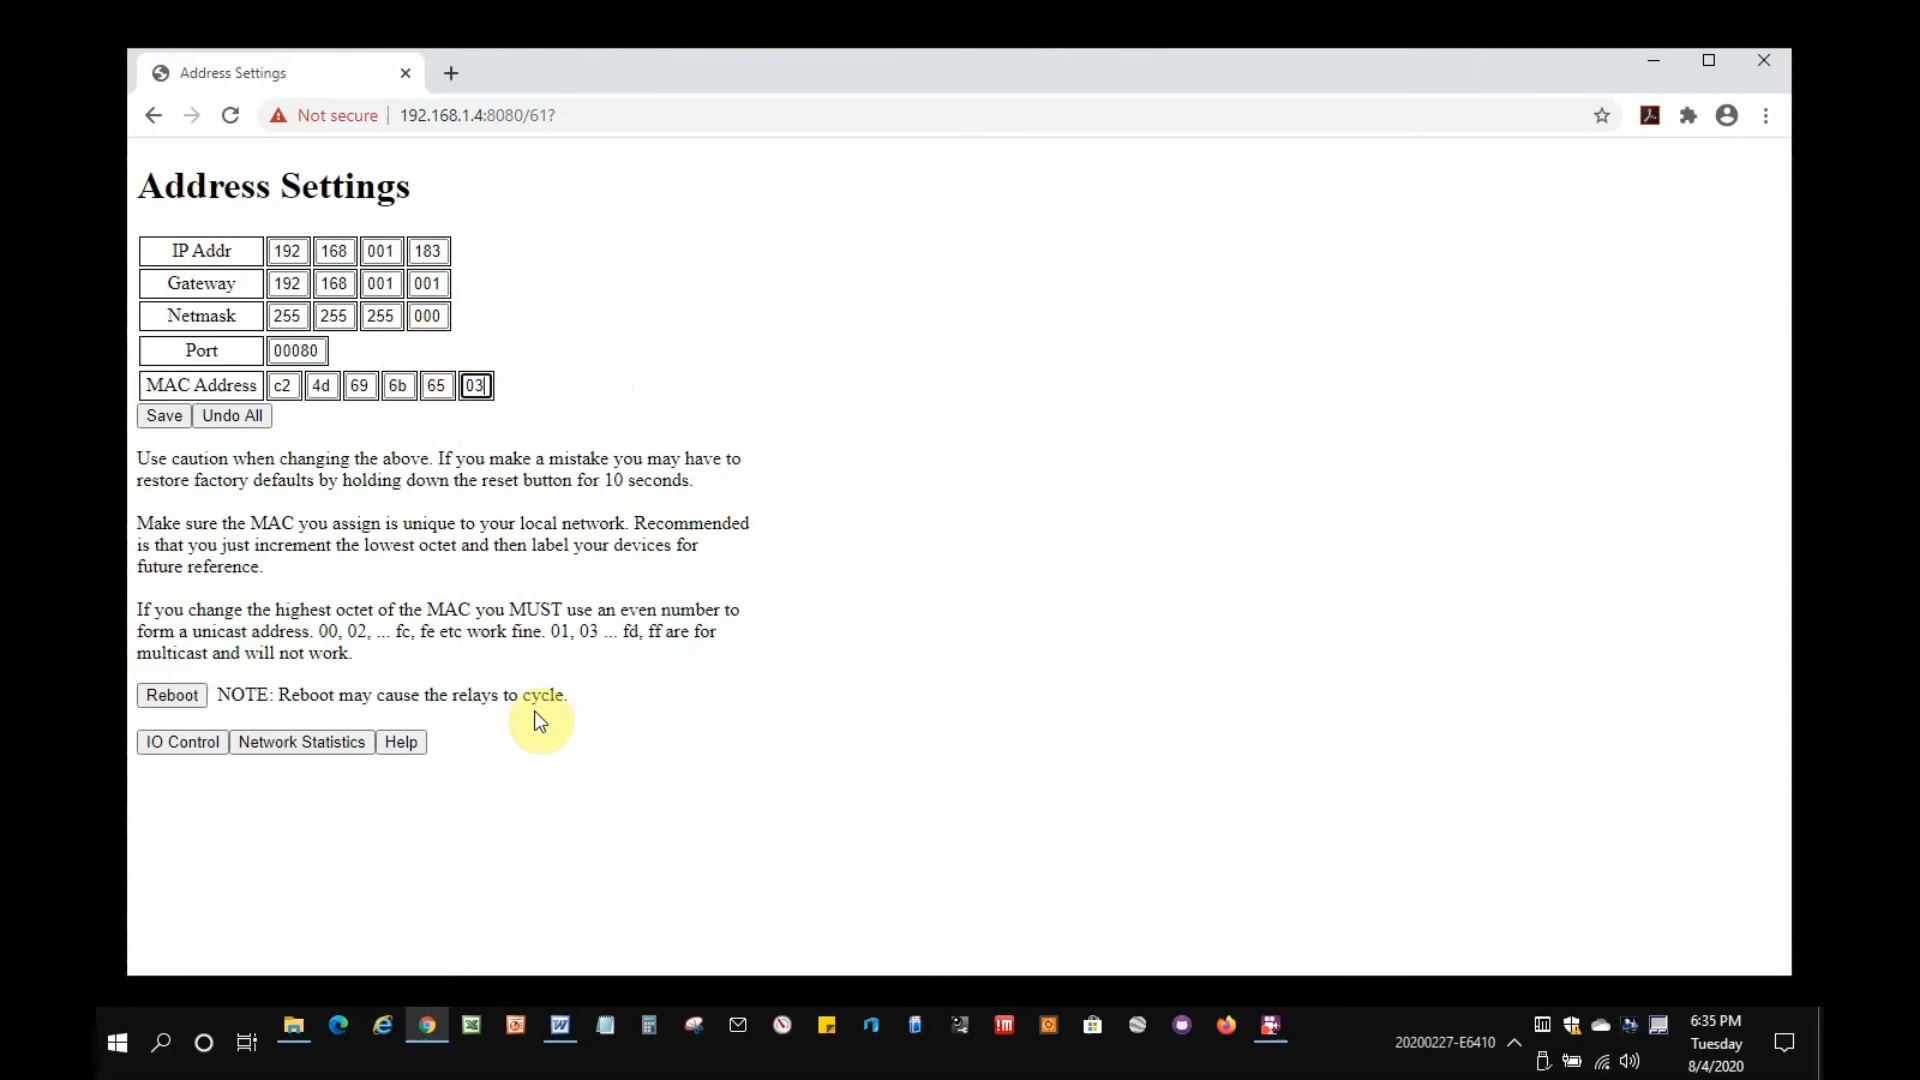 Address Settings
Not secure 192.168.1.4:8080/61?
Address Settings
IP Addr 192 168 001 183
Gateway 192 168 001 001
Netmask 255 255 255 000
Port 00080
MAC Address c2 4d 69 6b 65 03
Save Undo All
Use caution when changing the above. If you make a mistake you may have to
restore factory defaults by holding down the reset button for 10 seconds.
Make sure the MAC you assign is unique to your local network. Recommended
is that you just increment the lowest octet and then label your devices for
future reference.
If you change the highest octet of the MAC you MUST use an even number to
form a unicast address. 00, 02, ... fc, fe etc work fine. 01, 03 ... fd, ff are for
multicast and will not work.
Reboot NOTE: Reboot may cause the relays to cycle.
IO Control Network Statistics Help
20200227-E6410
6:35 PM
Tuesday
8/4/2020